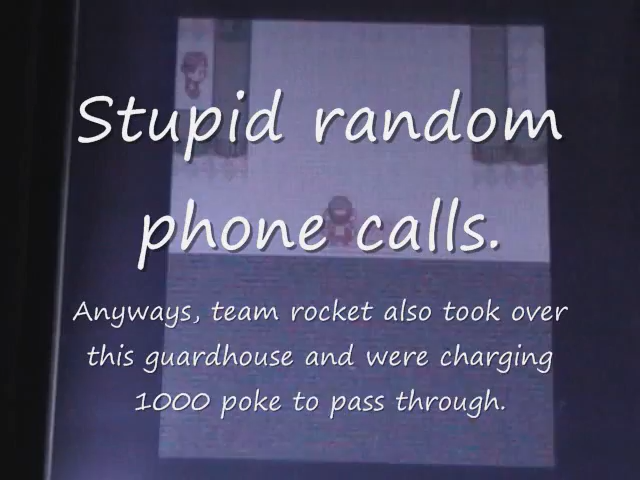 Stupid random
phone calls.
Anyways, team rocket also took over
this guardhouse and were charging
1000 poke to pass through.